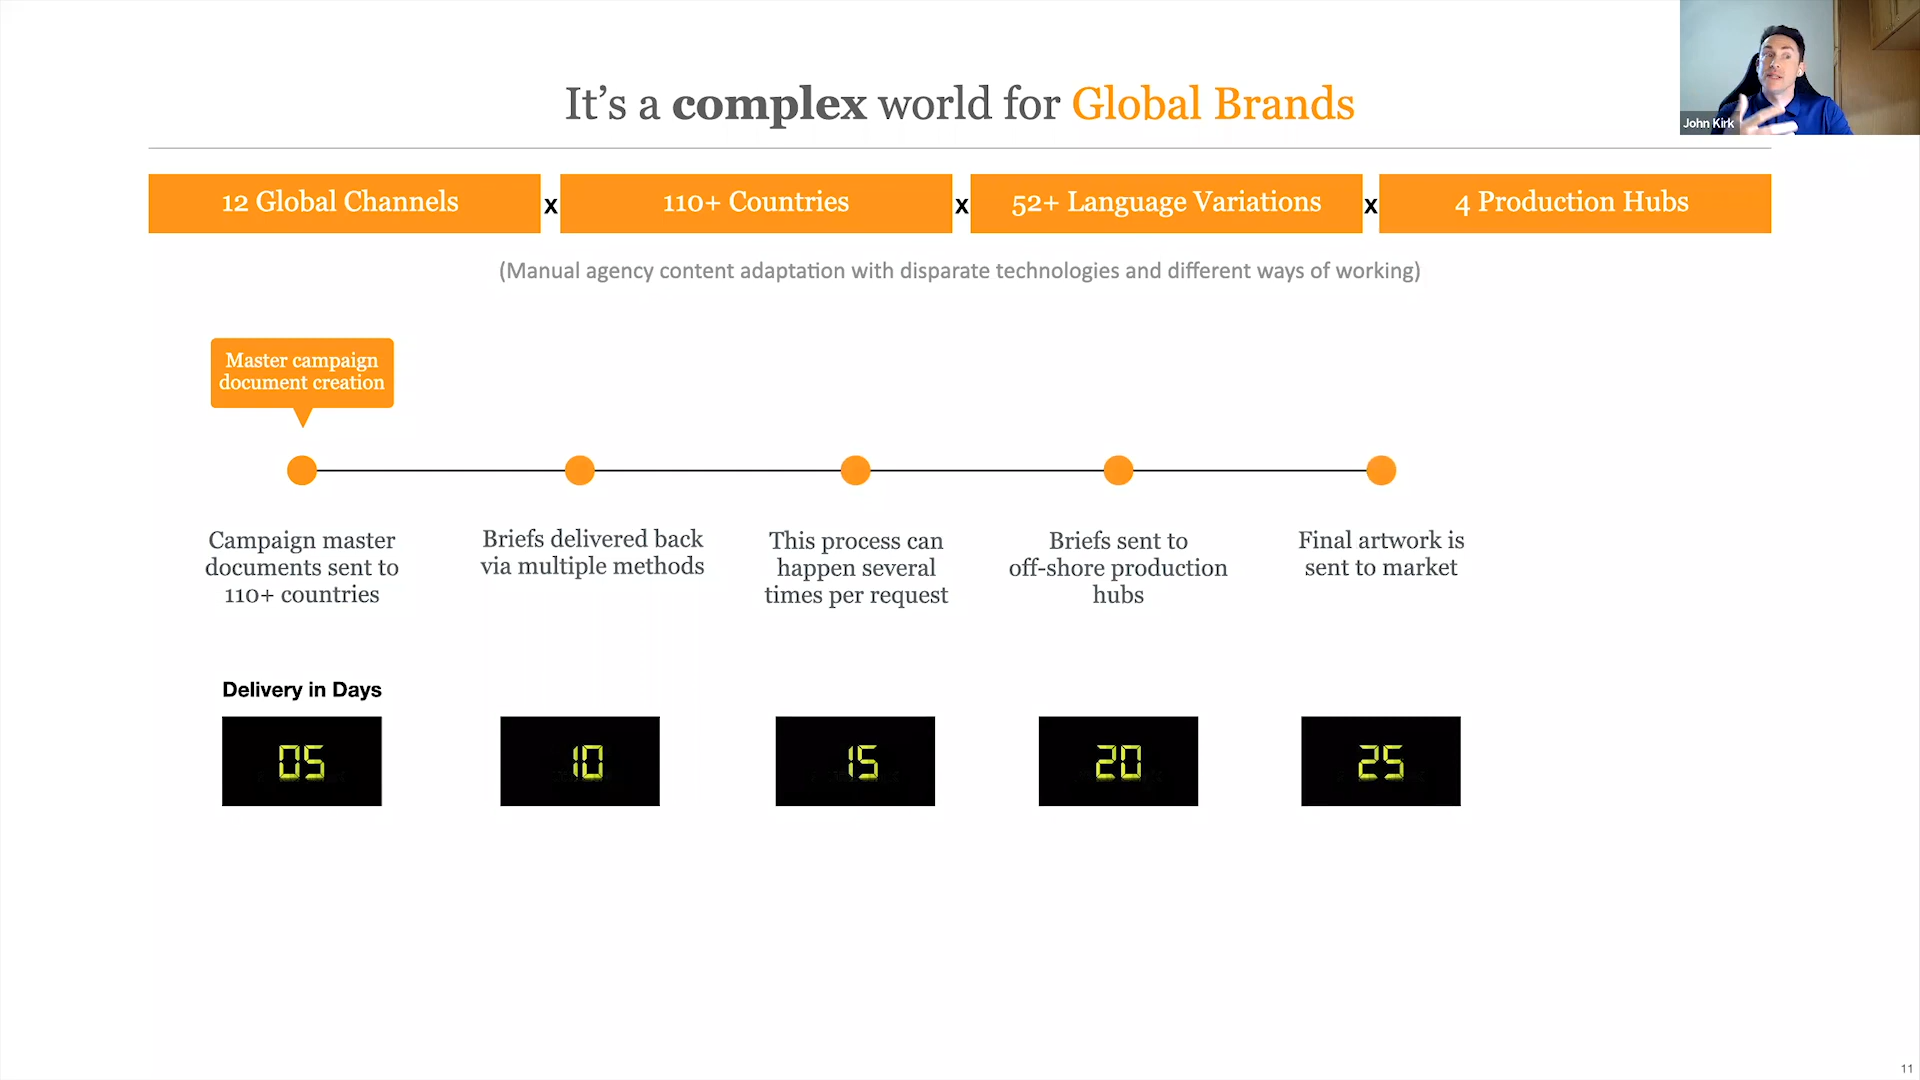 It's a complex world for Global Brands
John Kirk
12 Global Channels x 110+ Countries x 52+ Language Variations x 4 Production Hubs
(Manual agency content adaptation with disparate technologies and different ways of working)
Master campaign
document creation
Campaign master
documents sent to
110+ countries
Briefs delivered back
via multiple methods
This process can
happen several
times per request
Briefs sent to
off-shore production
hubs
Final artwork is
sent to market
Delivery in Days
05
10
15
20
25
11